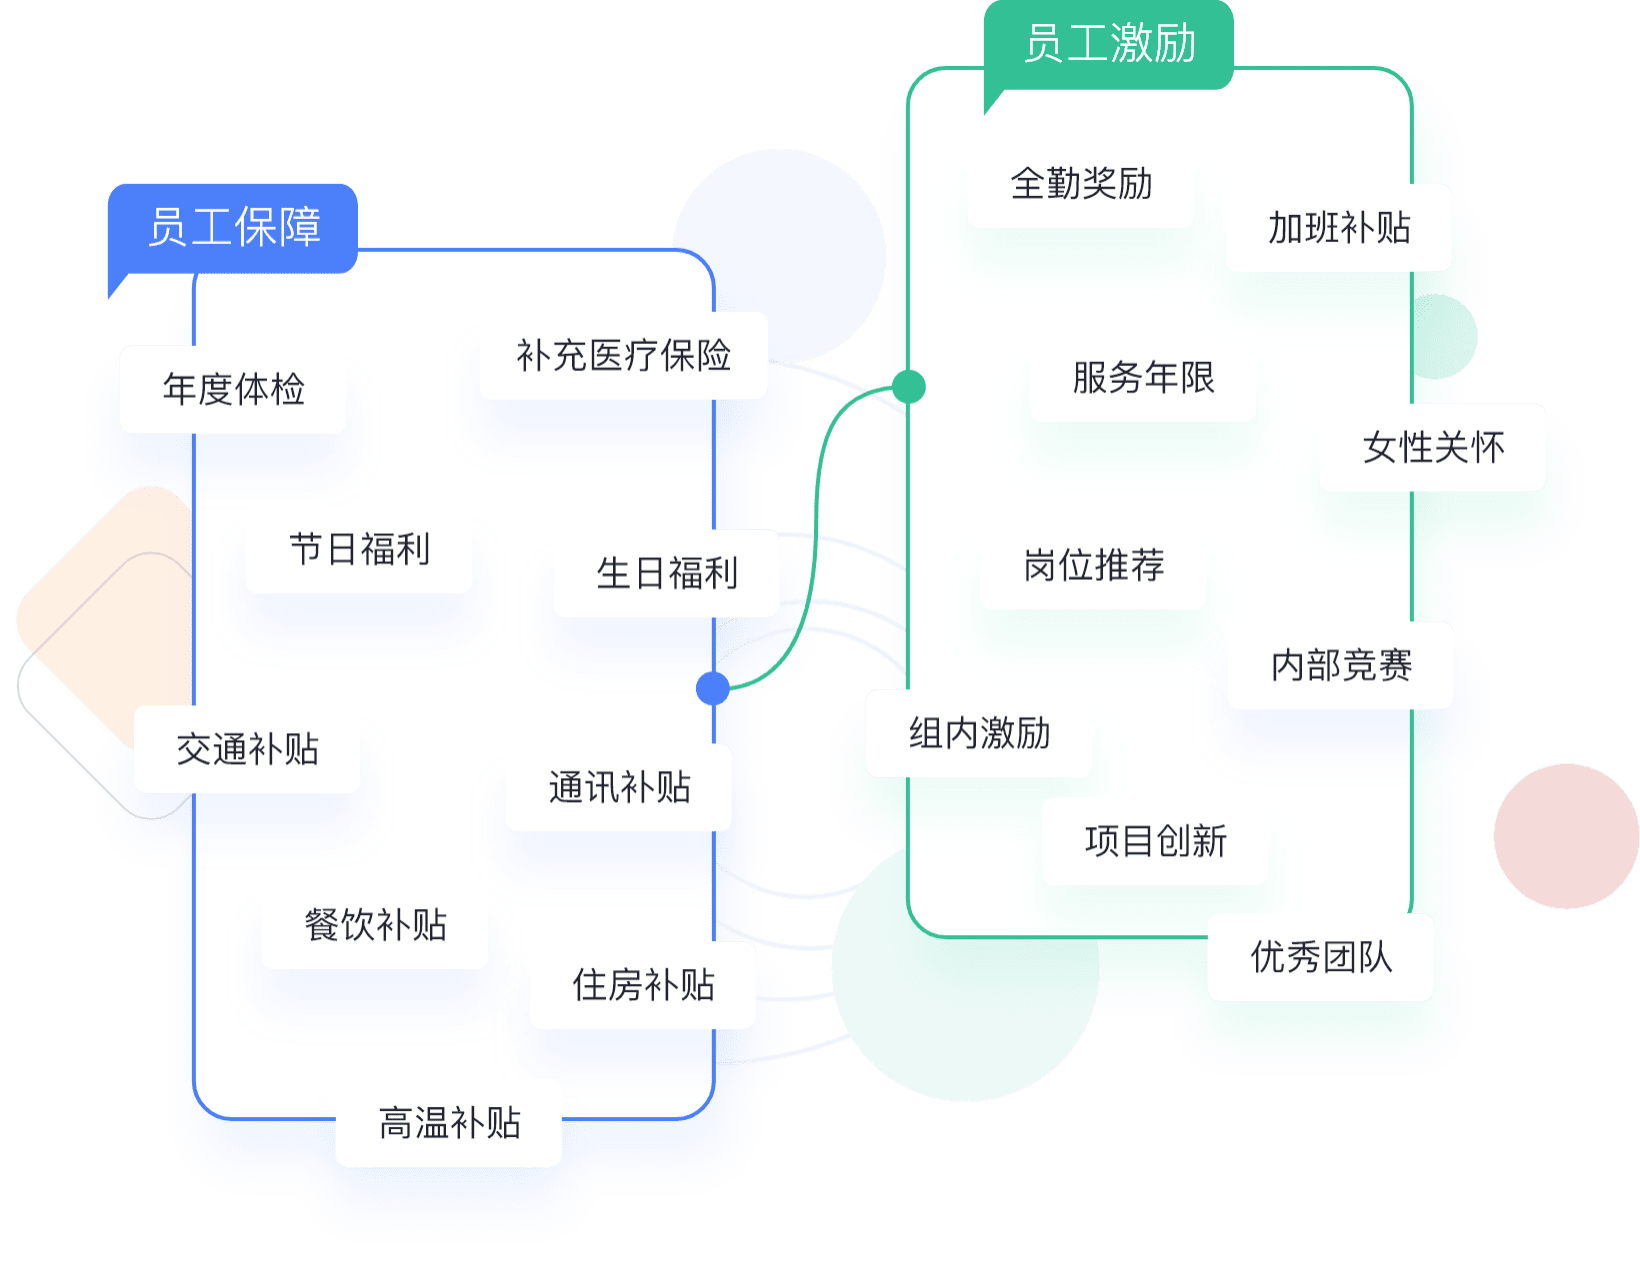 员工保障
年度体检
补充医疗保险
节日福利
生日福利
交通补贴
通讯补贴
餐饮补贴
住房补贴
高温补贴
员工激励
全勤奖励
加班补贴
服务年限
女性关怀
岗位推荐
内部竞赛
组内激励
项目创新
优秀团队